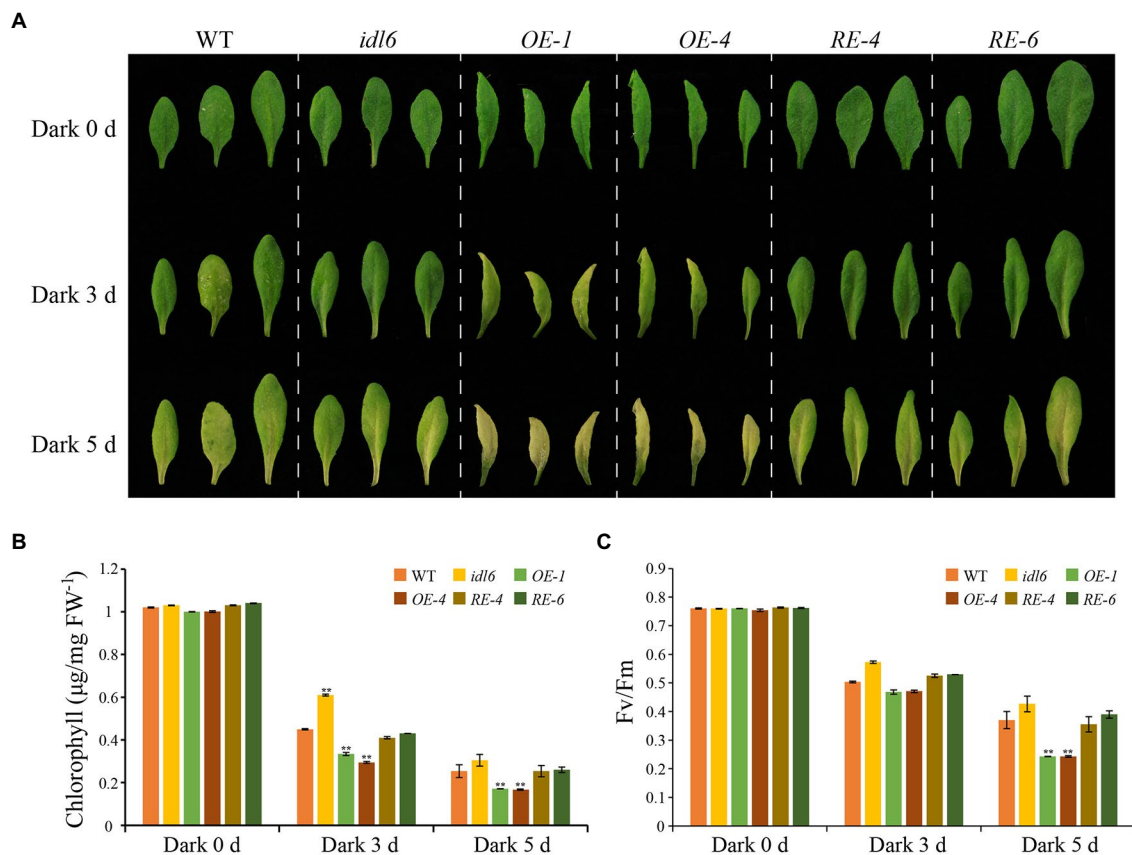 A
WT idl6 OE-1 OE-4 RE-4 RE-6
Dark 0 d
Dark 3 d
Dark 5 d
B
Chlorophyll (µg/mg FW⁻¹)
WT idl6 OE-1
OE-4 RE-4 RE-6
1.2
1
0.8
0.6
0.4
0.2
0
**
**
**
**
**
Dark 0 d Dark 3 d Dark 5 d
C
Fv/Fm
WT idl6 OE-1
OE-4 RE-4 RE-6
0.9
0.8
0.7
0.6
0.5
0.4
0.3
0.2
0.1
0
** **
Dark 0 d Dark 3 d Dark 5 d